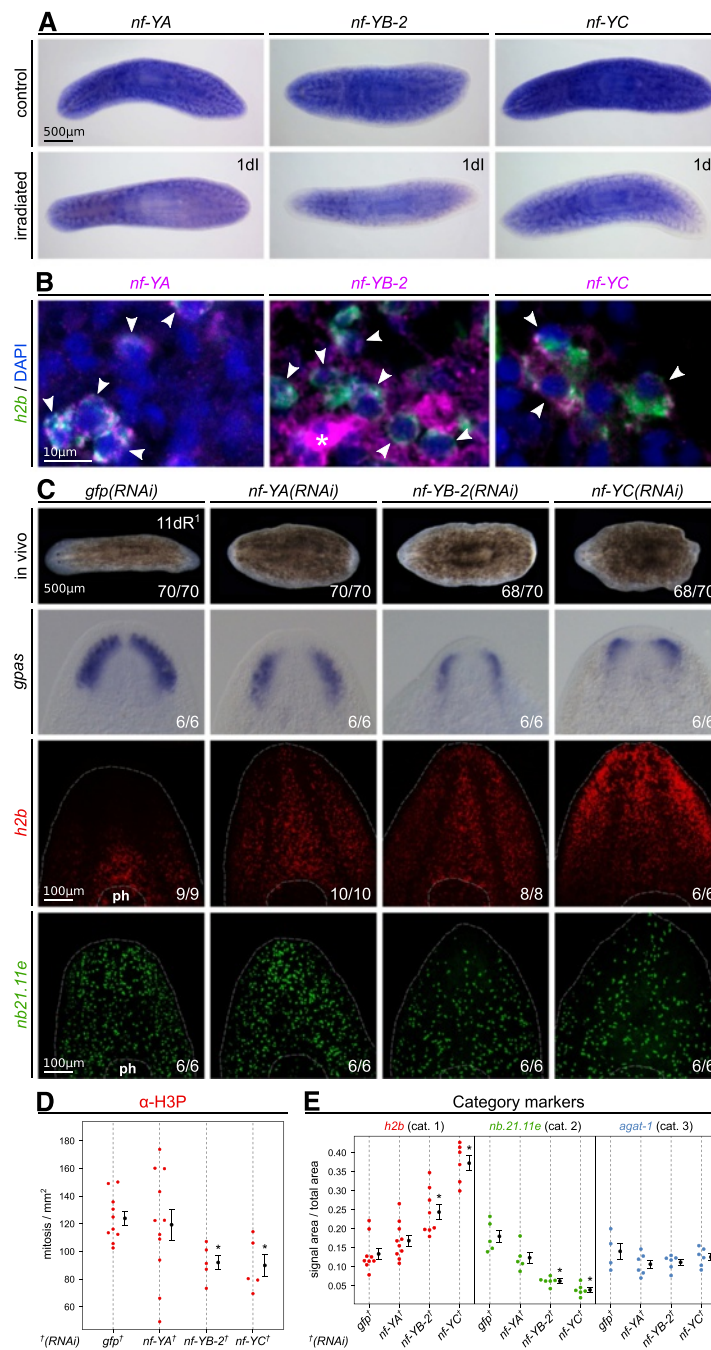 A
nf-YA nf-YB-2 nf-YC
control
500µm
irradiated
1dI 1dI 1d
B
nf-YA nf-YB-2 nf-YC
h2b / DAPI
10µm
*
C
gfp(RNAi) nf-YA(RNAi) nf-YB-2(RNAi) nf-YC(RNAi)
in vivo
11dR¹
500µm
70/70 70/70 68/70 68/70
gpas
6/6 6/6 6/6 6/6
h2b
100µm ph
9/9 10/10 8/8 6/6
nb21.11e
100µm ph
6/6 6/6 6/6 6/6
D
α-H3P
mitosis / mm²
180
160
140
120
100
80
60
* *
†(RNAi) gfp† nf-YA† nf-YB-2† nf-YC†
E
Category markers
h2b (cat. 1) nb.21.11e (cat. 2) agat-1 (cat. 3)
signal area / total area
0.40
0.35
0.30
0.25
0.20
0.15
0.10
0.05
* * * *
†(RNAi) gfp† nf-YA† nf-YB-2† nf-YC† gfp† nf-YA† nf-YB-2† nf-YC† gfp† nf-YA† nf-YB-2† nf-YC†